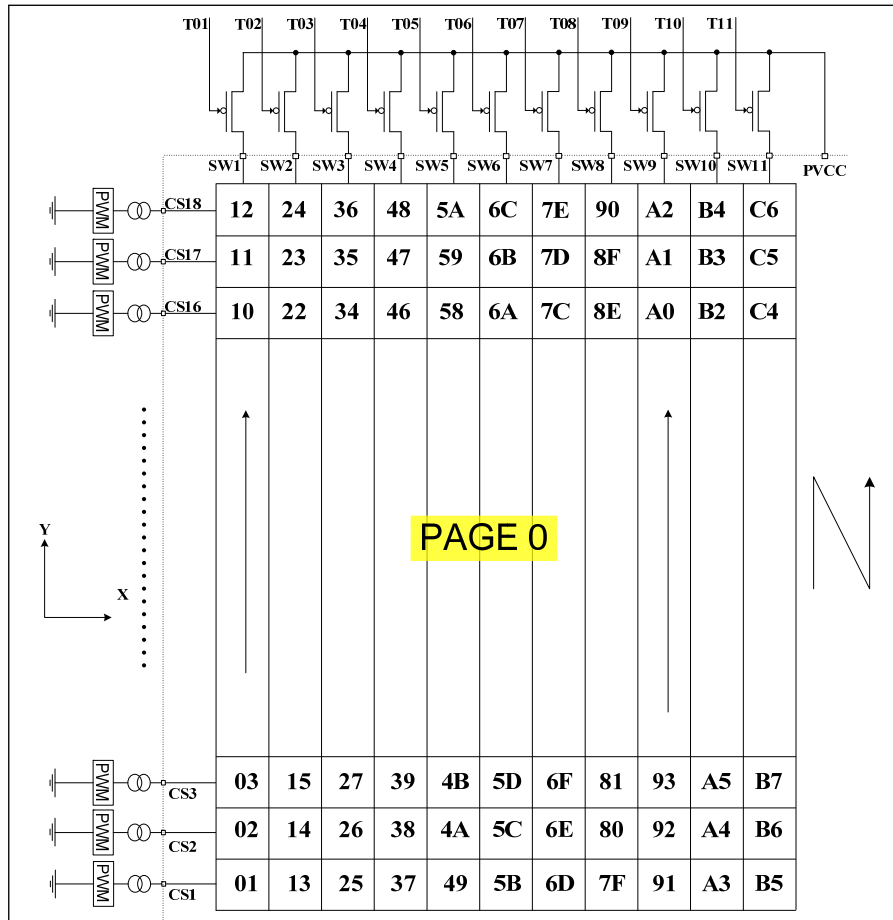 T01 T02 T03 T04 T05 T06 T07 T08 T09 T10 T11
SW1 SW2 SW3 SW4 SW5 SW6 SW7 SW8 SW9 SW10 SW11 PVCC
PWM CS18 12 24 36 48 5A 6C 7E 90 A2 B4 C6
PWM CS17 11 23 35 47 59 6B 7D 8F A1 B3 C5
PWM CS16 10 22 34 46 58 6A 7C 8E A0 B2 C4
PAGE 0
Y
X
PWM CS3 03 15 27 39 4B 5D 6F 81 93 A5 B7
PWM CS2 02 14 26 38 4A 5C 6E 80 92 A4 B6
PWM CS1 01 13 25 37 49 5B 6D 7F 91 A3 B5